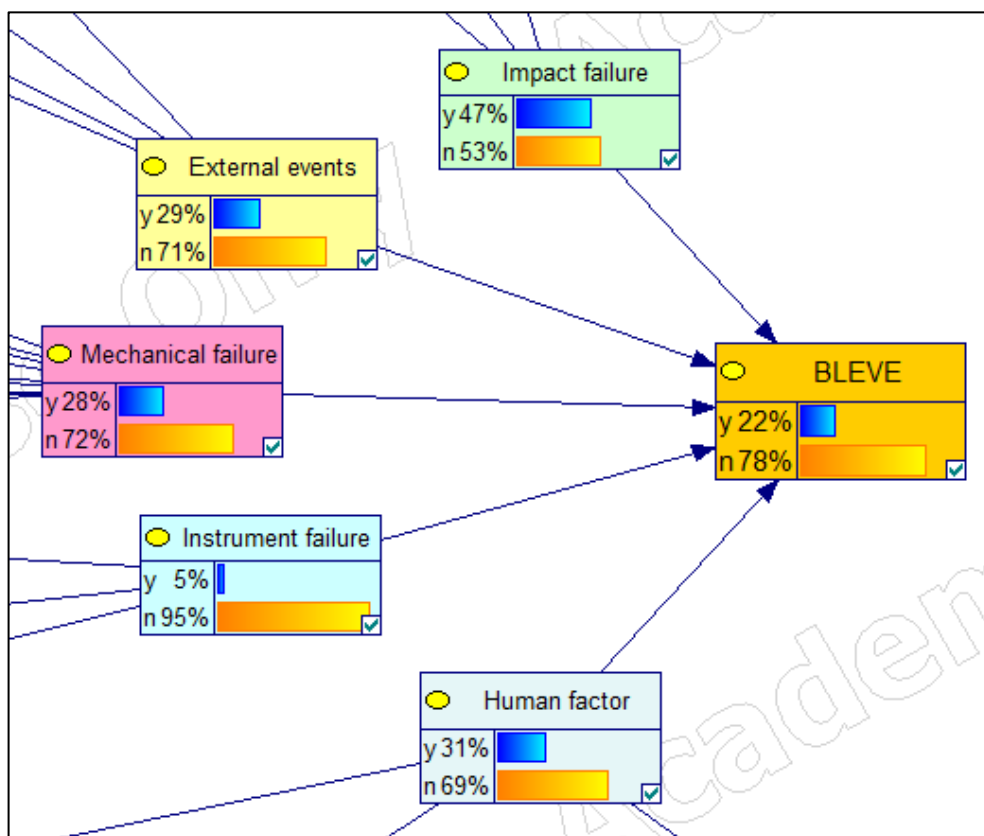 Impact failure
y 47%
n 53%
External events
y 29%
n 71%
Mechanical failure
y 28%
n 72%
BLEVE
y 22%
n 78%
Instrument failure
y 5%
n 95%
Human factor
y 31%
n 69%